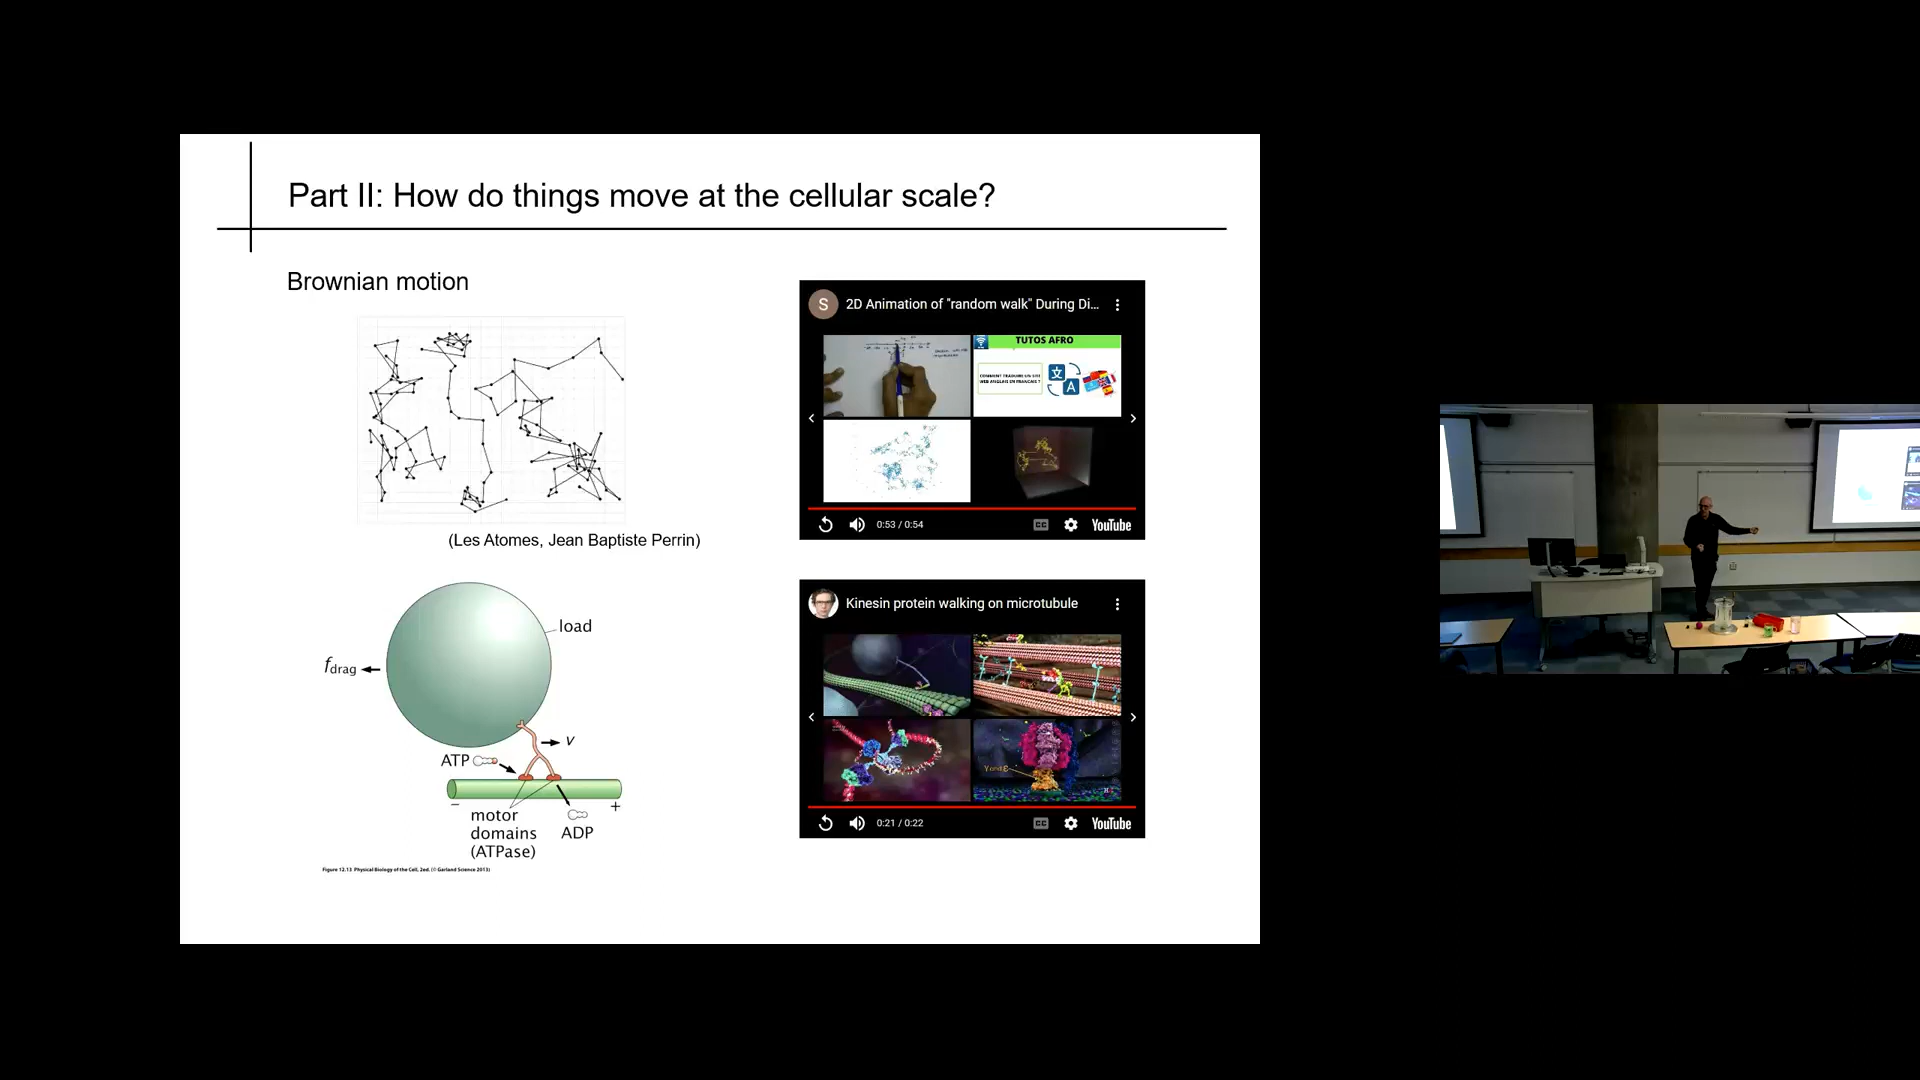 Part II: How do things move at the cellular scale?
Brownian motion
(Les Atomes, Jean Baptiste Perrin)
load
fdrag
v
ATP
−
+
motor
domains
(ATPase)
ADP
Figure 12.13 Physical Biology of the Cell, 2ed. (© Garland Science 2013)
S
2D Animation of "random walk" During Di...
TUTOS AFRO
COMMENT TRADUIRE UN SITE
WEB ANGLAIS EN FRANCAIS ?
文
A
0:53 / 0:54
CC
YouTube
Kinesin protein walking on microtubule
0:21 / 0:22
CC
YouTube